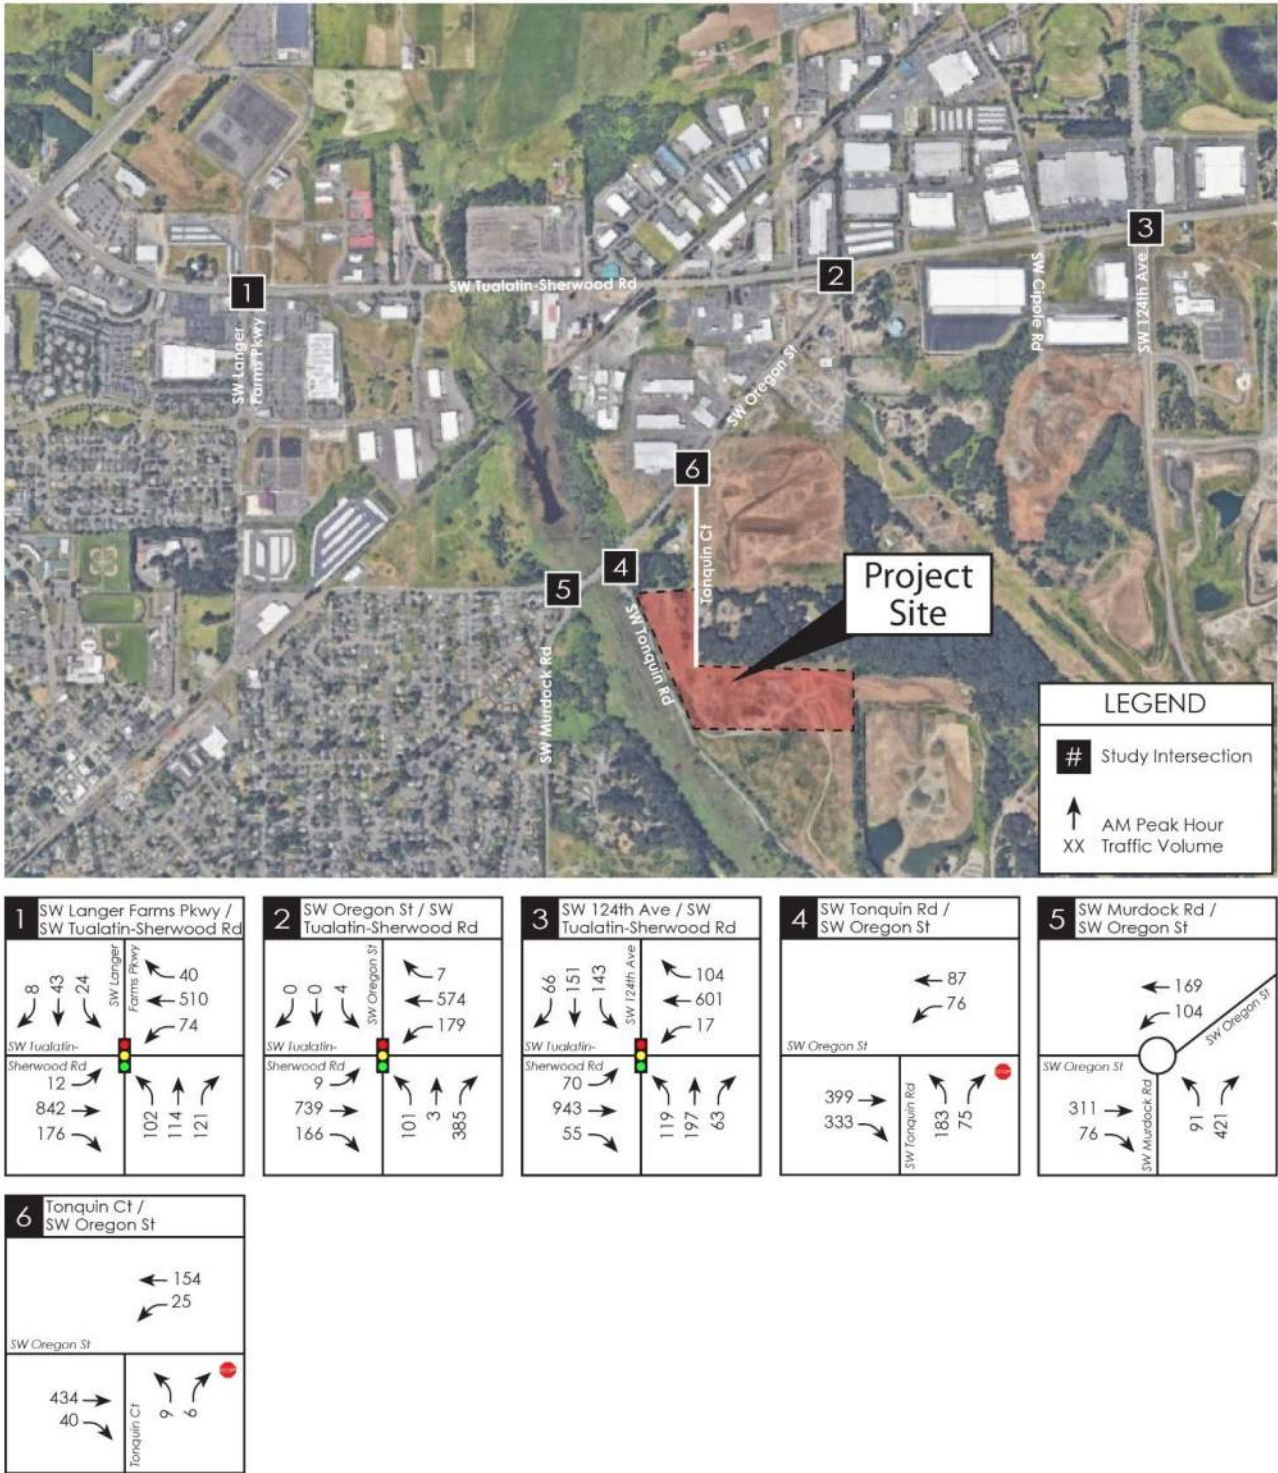 1
2
3
4
5
6
SW Tualatin-Sherwood Rd
SW Langer
Farms Pkwy
SW Oregon St
SW Cipole Rd
SW 124th Ave
Tonquin Ct
SW Tonquin Rd
SW Murdock Rd
Project
Site
LEGEND
# Study Intersection
AM Peak Hour
XX Traffic Volume
1 SW Langer Farms Pkwy /
SW Tualatin-Sherwood Rd
8 43 24
SW Langer
Farms Pkwy
40
510
74
SW Tualatin-
Sherwood Rd
12
842
176
102 114 121
2 SW Oregon St / SW
Tualatin-Sherwood Rd
0 0 4
SW Oregon St
7
574
179
SW Tualatin-
Sherwood Rd
9
739
166
101 3 385
3 SW 124th Ave / SW
Tualatin-Sherwood Rd
66 151 143
SW 124th Ave
104
601
17
SW Tualatin-
Sherwood Rd
70
943
55
119 197 63
4 SW Tonquin Rd /
SW Oregon St
87
76
SW Oregon St
399
333
SW Tonquin Rd
183 75
5 SW Murdock Rd /
SW Oregon St
169
104
SW Oregon St
SW Oregon St
311
76
SW Murdock Rd
91 421
6 Tonquin Ct /
SW Oregon St
154
25
SW Oregon St
434
40
Tonquin Ct
9 6